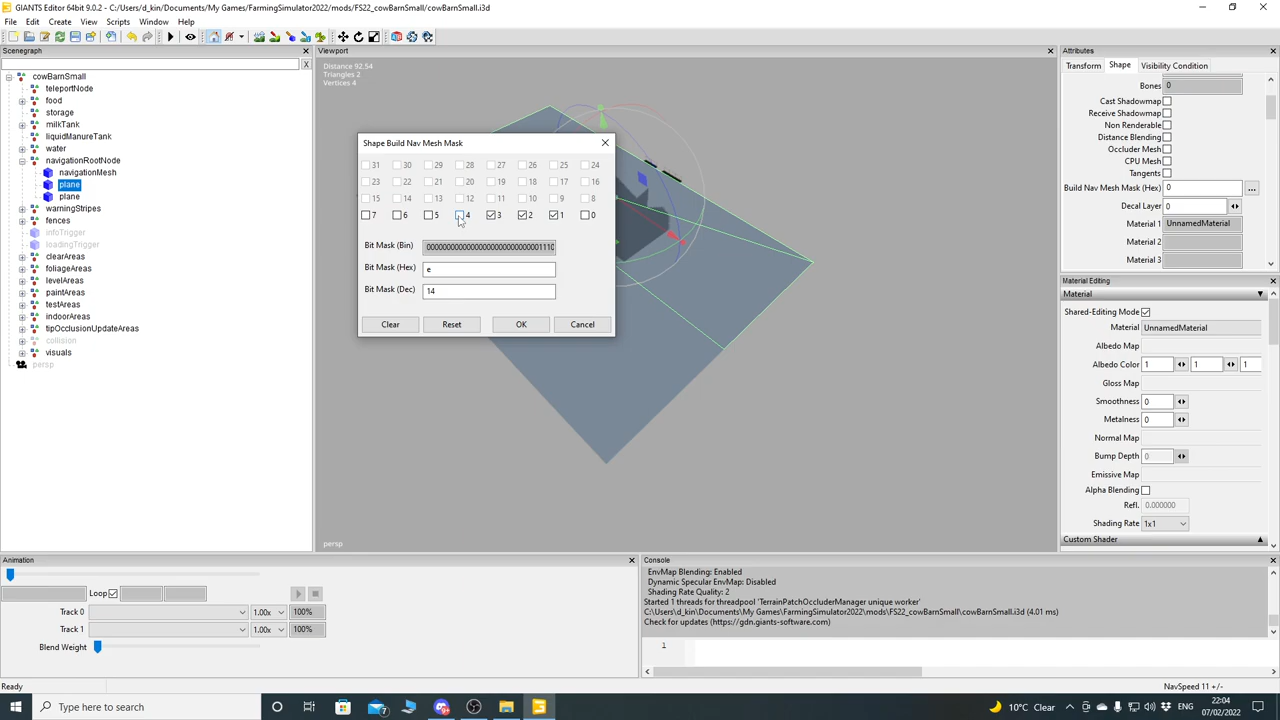 GIANTS Editor 64bit 9.0.2 - C:/Users/d_kin/Documents/My Games/FarmingSimulator2022/mods/FS22_cowBarnSmall/cowBarnSmall.i3d
File Edit Create View Scripts Window Help
Scenegraph
X
cowBarnSmall
teleportNode
food
storage
milkTank
liquidManureTank
water
navigationRootNode
navigationMesh
plane
plane
warningStripes
fences
infoTrigger
loadingTrigger
clearAreas
foliageAreas
levelAreas
paintAreas
testAreas
indoorAreas
tipOcclusionUpdateAreas
collision
visuals
persp
Viewport
Distance 92.54
Triangles 2
Vertices 4
persp
Shape Build Nav Mesh Mask
31 30 29 28 27 26 25 24
23 22 21 20 19 18 17 16
15 14 13 12 11 10 9 8
7 6 5 4 3 2 1 0
Bit Mask (Bin) 00000000000000000000000000001110
Bit Mask (Hex) e
Bit Mask (Dec) 14
Clear Reset OK Cancel
Attributes
Transform Shape Visibility Condition
Bones 0
Cast Shadowmap
Receive Shadowmap
Non Renderable
Distance Blending
Occluder Mesh
CPU Mesh
Tangents
Build Nav Mesh Mask (Hex) 0 ...
Decal Layer 0
Material 1 UnnamedMaterial
Material 2
Material 3
Material Editing
Material
Shared-Editing Mode
Material UnnamedMaterial
Albedo Map
Albedo Color 1 1 1
Gloss Map
Smoothness 0
Metalness 0
Normal Map
Bump Depth 0
Emissive Map
Alpha Blending
Refl. 0.000000
Shading Rate 1x1
Custom Shader
Animation
Loop
Track 0 1.00x 100%
Track 1 1.00x 100%
Blend Weight
Console
EnvMap Blending: Enabled
Dynamic Specular EnvMap: Disabled
Shading Rate Quality: 2
Started 1 threads for threadpool 'TerrainPatchOccluderManager unique worker'
C:\Users\d_kin\Documents\My Games\FarmingSimulator2022\mods\FS22_cowBarnSmall\cowBarnSmall.i3d (4.01 ms)
Check for updates (https://gdn.giants-software.com)
1
Ready
NavSpeed 11 +/-
Type here to search
10°C Clear
22:04
07/02/2022